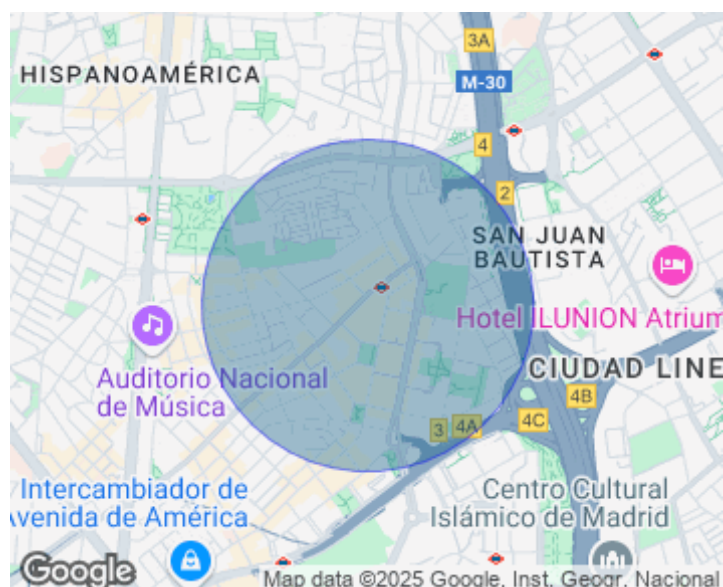 3A
HISPANOAMÉRICA
M-30
4
2
SAN JUAN
BAUTISTA
Hotel ILUNION Atrium
Auditorio Nacional
de Música
CIUDAD LINE
4B
3
4A
4C
Intercambiador de
Avenida de América
Centro Cultural
Islámico de Madrid
Google
Map data ©2025 Google, Inst. Geogr. Nacional